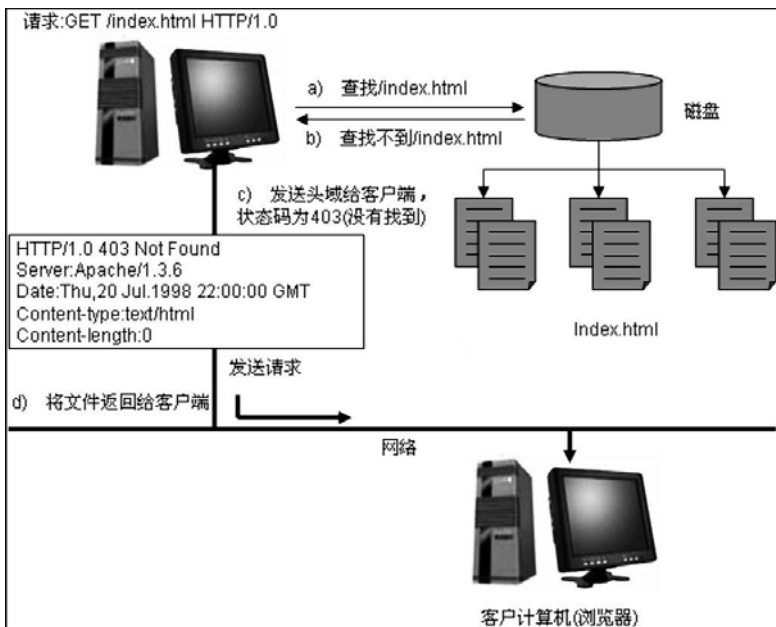 请求:GET /index.html HTTP/1.0
a) 查找/index.html
b) 查找不到/index.html
磁盘
c) 发送头域给客户端，
状态码为403(没有找到)
HTTP/1.0 403 Not Found
Server:Apache/1.3.6
Date:Thu,20 Jul.1998 22:00:00 GMT
Content-type:text/html
Content-length:0
Index.html
发送请求
d) 将文件返回给客户端
网络
客户计算机(浏览器)